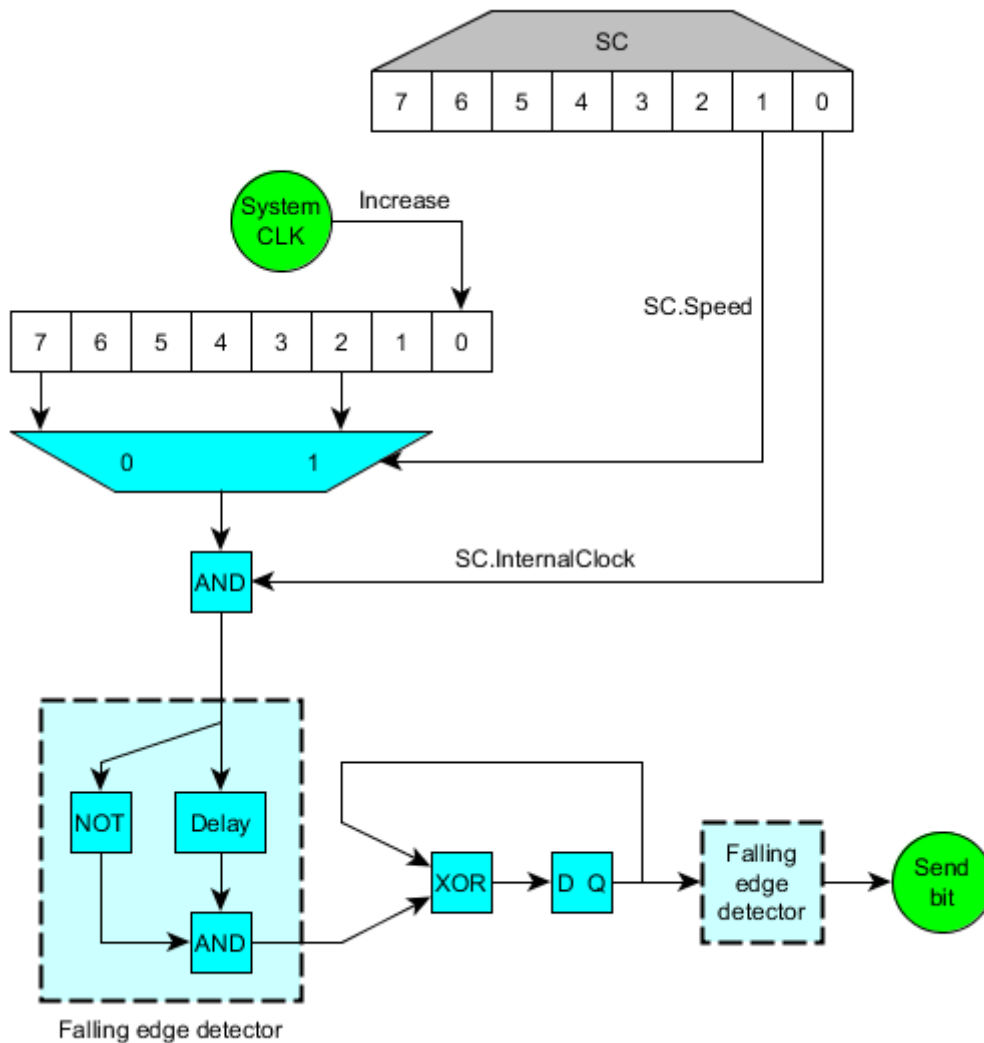 SC
7 6 5 4 3 2 1 0
System
CLK
Increase
SC.Speed
7 6 5 4 3 2 1 0
0 1
SC.InternalClock
AND
NOT
Delay
AND
Falling edge detector
XOR
D Q
Falling
edge
detector
Send
bit